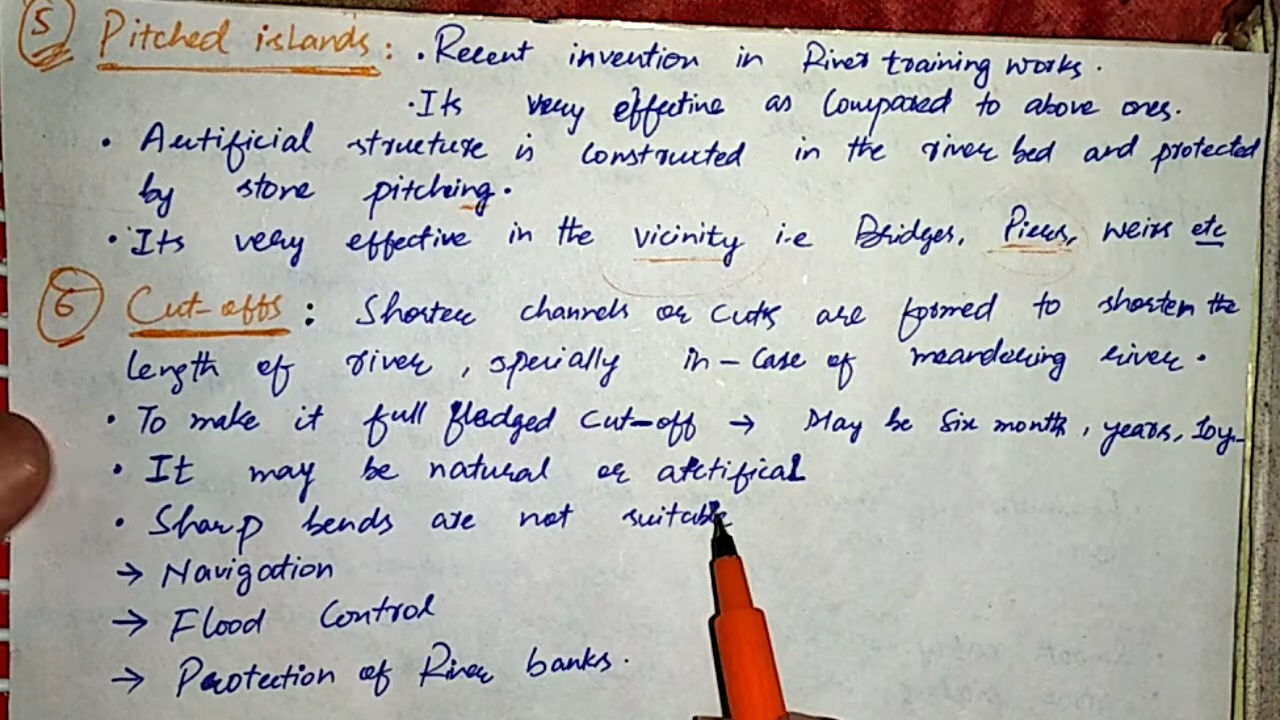 5 Pitched islands : . Recent invention in River training works .
. Its very effective as Compared to above ones.
. Artificial structure is constructed in the river bed and protected
by stone pitching .
. Its very effective in the vicinity i.e Bridges, Piers, weirs etc
6 Cut-offs : Shorter channels or cuts are formed to shorten the
length of river , specially in-case of meandering river .
. To make it full fledged cut-off → May be six month , years, 10y
. It may be natural or artifical
. Sharp bends are not suitable
→ Navigation
→ Flood Control
→ Protection of River banks .